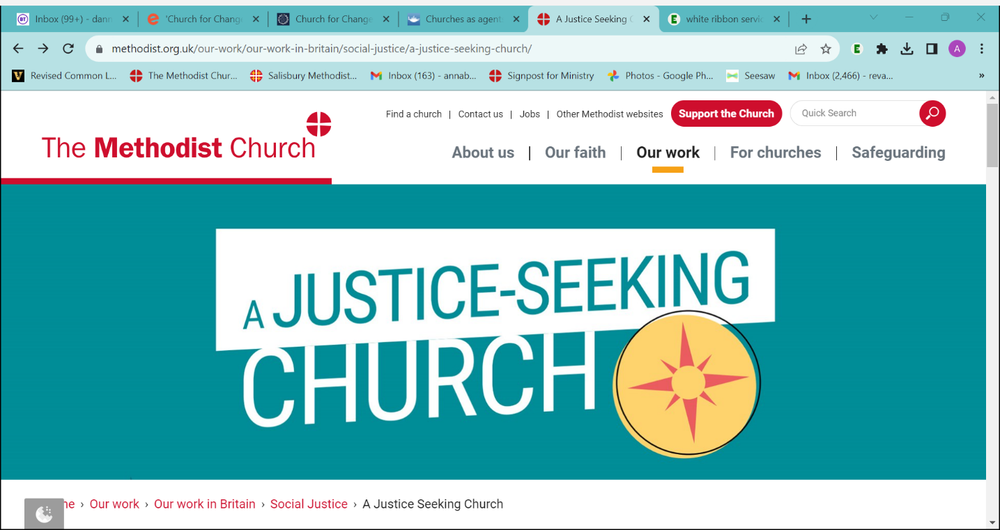 Inbox (99+) - dann
'Church for Chang
Church for Change
Churches as agent
A Justice Seeking C
white ribbon servic
methodist.org.uk/our-work/our-work-in-britain/social-justice/a-justice-seeking-church/
A
Revised Common L...
The Methodist Chur...
Salisbury Methodist...
Inbox (163) - annab...
Signpost for Ministry
Photos - Google Ph...
Seesaw
Inbox (2,466) - reva...
Find a church | Contact us | Jobs | Other Methodist websites
Support the Church
Quick Search
The Methodist Church
About us | Our faith | Our work | For churches | Safeguarding
A JUSTICE-SEEKING
CHURCH
me › Our work › Our work in Britain › Social Justice › A Justice Seeking Church